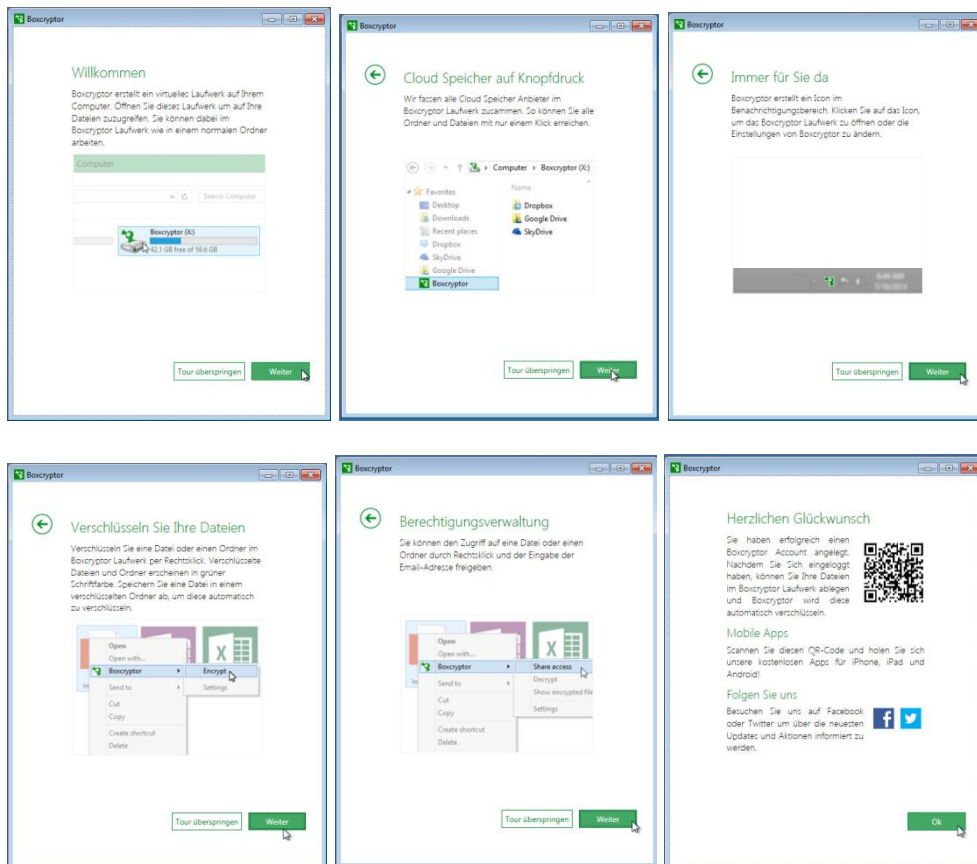 Boxcryptor
Willkommen
Boxcryptor erstellt ein virtuelles Laufwerk auf Ihrem
Computer. Öffnen Sie dieses Laufwerk um auf Ihre
Dateien zuzugreifen. Sie können dabei im
Boxcryptor Laufwerk wie in einem normalen Ordner
arbeiten.
Computer
Search Computer
Boxcryptor (X:)
42.1 GB free of 59.6 GB
Tour überspringen
Weiter
Boxcryptor
Cloud Speicher auf Knopfdruck
Wir fassen alle Cloud Speicher Anbieter im
Boxcryptor Laufwerk zusammen. So können Sie alle
Ordner und Dateien mit nur einem Klick erreichen.
Computer
Boxcryptor (X:)
Favorites
Desktop
Downloads
Recent places
Dropbox
SkyDrive
Google Drive
Boxcryptor
Name
Dropbox
Google Drive
SkyDrive
Tour überspringen
Weiter
Boxcryptor
Immer für Sie da
Boxcryptor erstellt ein Icon im
Benachrichtigungsbereich. Klicken Sie auf das Icon,
um das Boxcryptor Laufwerk zu öffnen oder die
Einstellungen von Boxcryptor zu ändern.
Tour überspringen
Weiter
Boxcryptor
Verschlüsseln Sie Ihre Dateien
Verschlüsseln Sie eine Datei oder einen Ordner im
Boxcryptor Laufwerk per Rechtsklick. Verschlüsselte
Dateien und Ordner erscheinen in grüner
Schriftfarbe. Speichern Sie eine Datei in einem
verschlüsselten Ordner ab, um diese automatisch
zu verschlüsseln.
Open
Open with...
Boxcryptor
Send to
Cut
Copy
Create shortcut
Delete
Encrypt
Settings
Tour überspringen
Weiter
Boxcryptor
Berechtigungsverwaltung
Sie können den Zugriff auf eine Datei oder einen
Ordner durch Rechtsklick und der Eingabe der
Email-Adresse freigeben.
Open
Open with...
Boxcryptor
Send to
Cut
Copy
Create shortcut
Delete
Share access
Decrypt
Show encrypted file
Settings
Tour überspringen
Weiter
Boxcryptor
Herzlichen Glückwunsch
Sie haben erfolgreich einen
Boxcryptor Account angelegt.
Nachdem Sie Sich eingeloggt
haben, können Sie Ihre Dateien
im Boxcryptor Laufwerk ablegen
und Boxcryptor wird diese
automatisch verschlüsseln.
Mobile Apps
Scannen Sie diesen QR-Code und holen Sie sich
unsere kostenlosen Apps für iPhone, iPad und
Android!
Folgen Sie uns
Besuchen Sie uns auf Facebook
oder Twitter um über die neuesten
Updates und Aktionen informiert zu
werden.
Ok